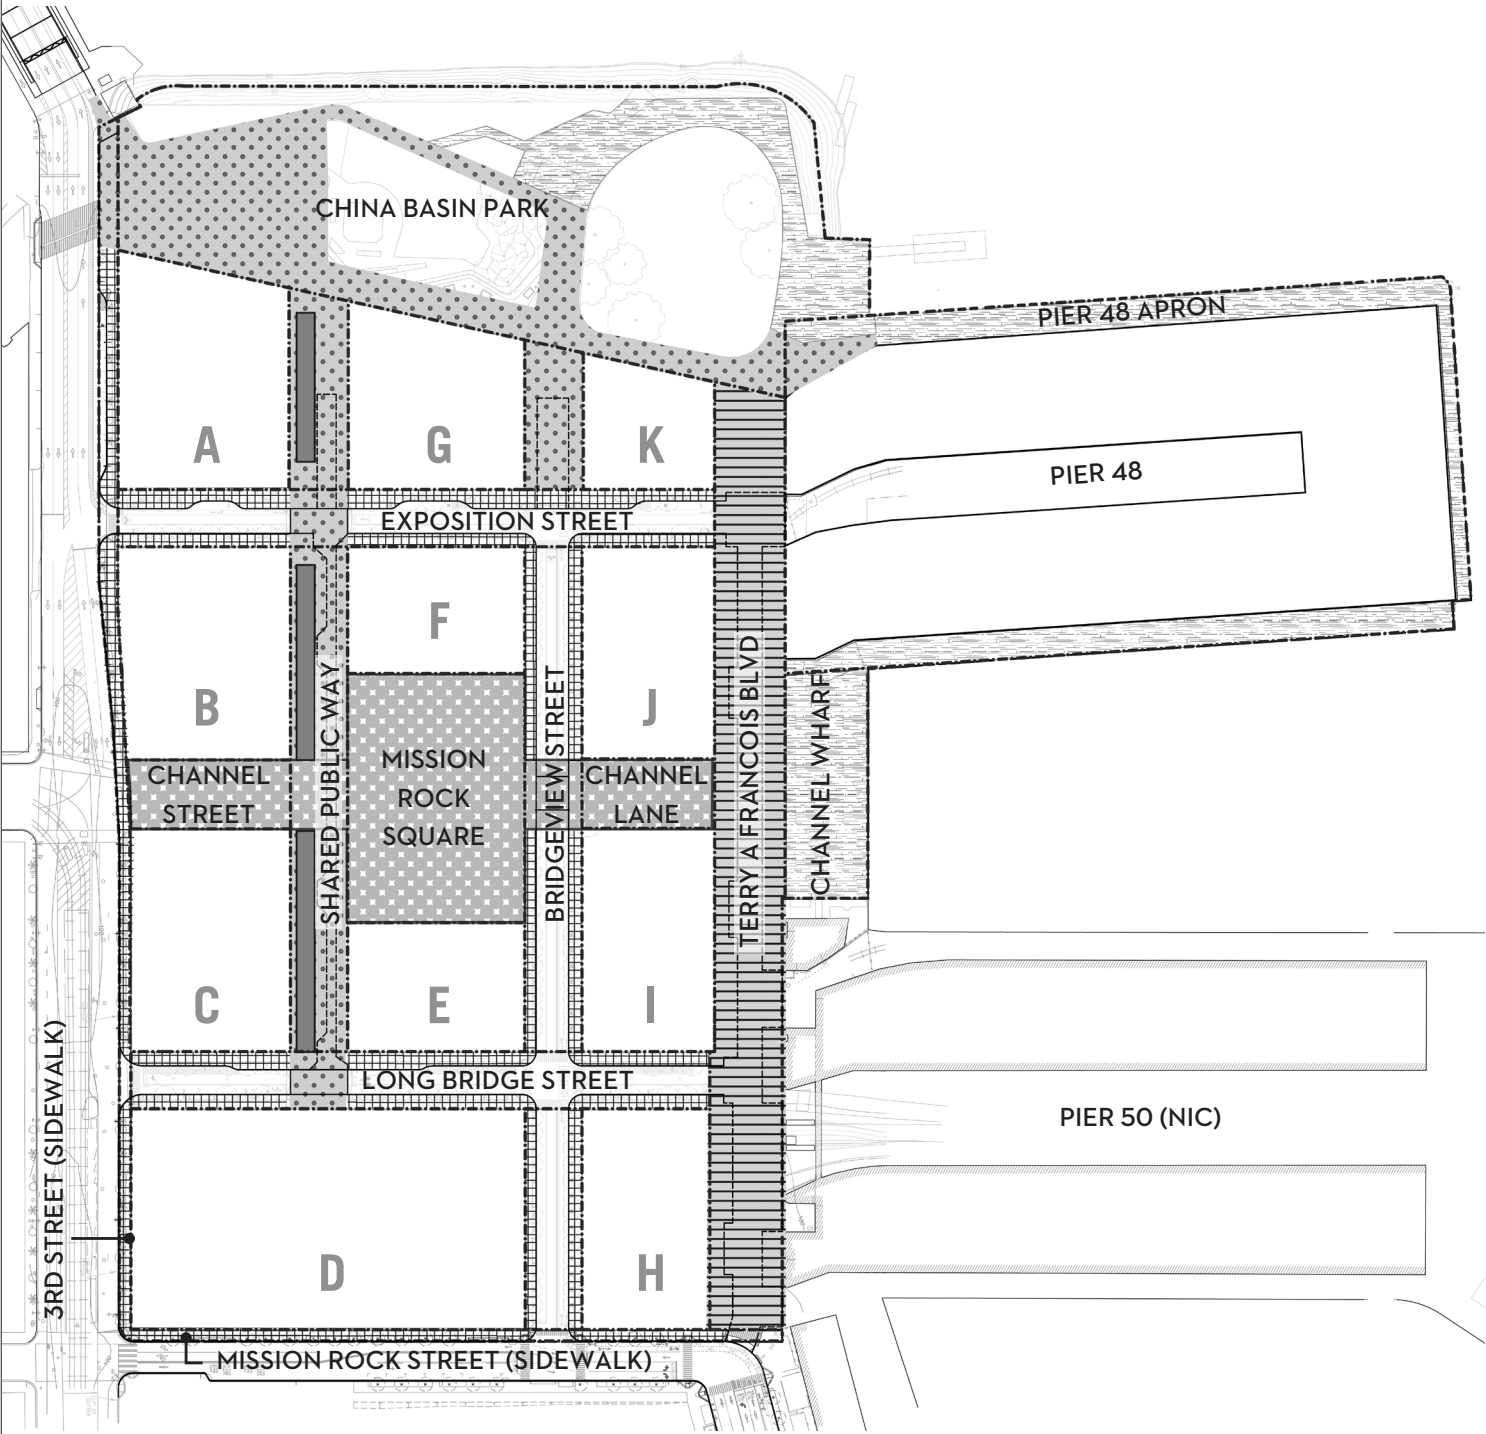 CHINA BASIN PARK
PIER 48 APRON
A
G
K
PIER 48
EXPOSITION STREET
F
B
J
SHARED PUBLIC WAY
BRIDGEVIEW STREET
TERRY A FRANCOIS BLVD
CHANNEL WHARF
CHANNEL
STREET
MISSION
ROCK
SQUARE
CHANNEL
LANE
C
E
I
LONG BRIDGE STREET
PIER 50 (NIC)
3RD STREET (SIDEWALK)
D
H
MISSION ROCK STREET (SIDEWALK)